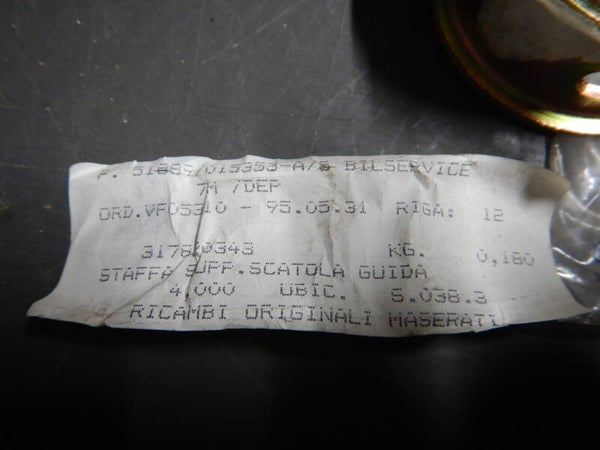 P. 51889/015353 A/S BILSERVICE
7M /DEP
ORD.VF05310 - 95.05.31 RIGA: 12
317820343 KG. 0,180
STAFFA SUPP.SCATOLA GUIDA
4.000 UBIC. 5.038.3
RICAMBI ORIGINALI MASERATI